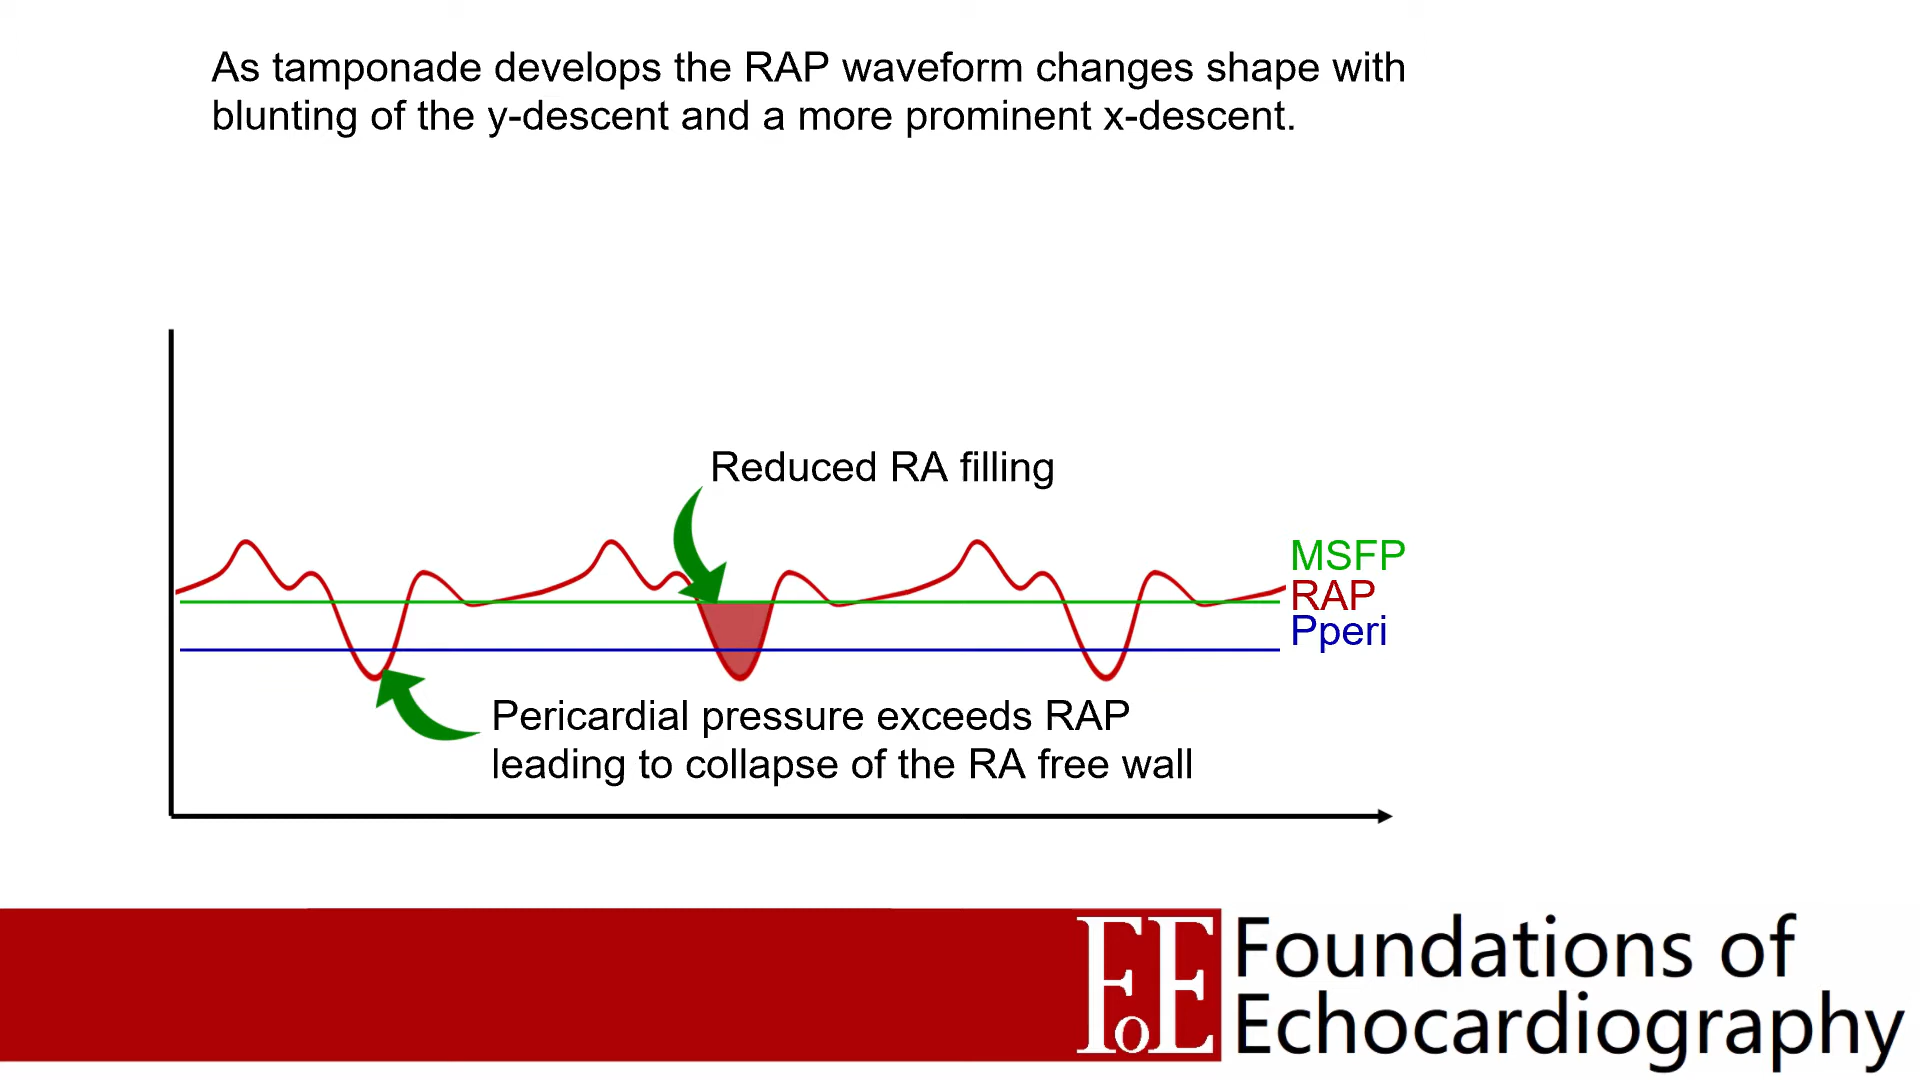 As tamponade develops the RAP waveform changes shape with
blunting of the y-descent and a more prominent x-descent.
Reduced RA filling
MSFP
RAP
Pperi
Pericardial pressure exceeds RAP
leading to collapse of the RA free wall
FoE
Foundations of
Echocardiography